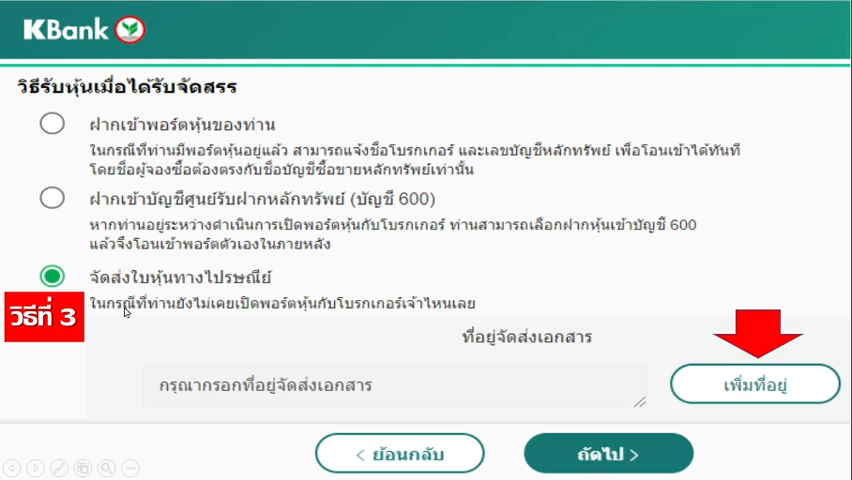 KBank
วิธีรับหุ้นเมื่อได้รับจัดสรร
ฝากเข้าพอร์ตหุ้นของท่าน
ในกรณีที่ท่านมีพอร์ตหุ้นอยู่แล้ว สามารถแจ้งชื่อโบรกเกอร์ และเลขบัญชีหลักทรัพย์ เพื่อโอนเข้าได้ทันที
โดยชื่อผู้จองซื้อต้องตรงกับชื่อบัญชีซื้อขายหลักทรัพย์เท่านั้น
ฝากเข้าบัญชีศูนย์รับฝากหลักทรัพย์ (บัญชี 600)
หากท่านอยู่ระหว่างดำเนินการเปิดพอร์ตหุ้นกับโบรกเกอร์ ท่านสามารถเลือกฝากหุ้นเข้าบัญชี 600
แล้วจึงโอนเข้าพอร์ตตัวเองในภายหลัง
จัดส่งใบหุ้นทางไปรษณีย์
ในกรณีที่ท่านยังไม่เคยเปิดพอร์ตหุ้นกับโบรกเกอร์เจ้าไหนเลย
วิธีที่ 3
ที่อยู่จัดส่งเอกสาร
กรุณากรอกที่อยู่จัดส่งเอกสาร
เพิ่มที่อยู่
< ย้อนกลับ
ถัดไป >